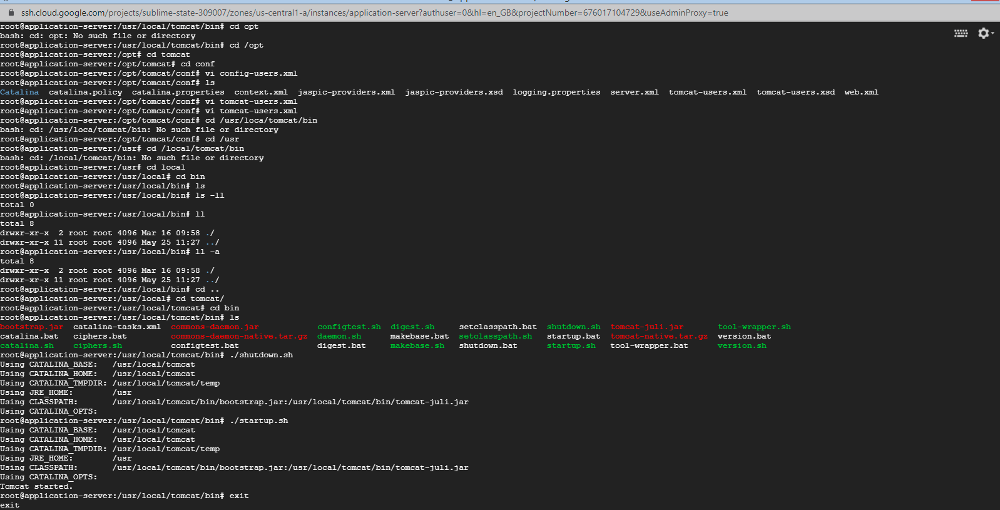 ssh.cloud.google.com/projects/sublime-state-309007/zones/us-central1-a/instances/application-server?authuser=0&hl=en_GB&projectNumber=676017104729&useAdminProxy=true
root@application-server:/usr/local/tomcat/bin# cd opt
bash: cd: opt: No such file or directory
root@application-server:/usr/local/tomcat/bin# cd /opt
root@application-server:/opt# cd tomcat
root@application-server:/opt/tomcat# cd conf
root@application-server:/opt/tomcat/conf# vi config-users.xml
root@application-server:/opt/tomcat/conf# ls
Catalina  catalina.policy  catalina.properties  context.xml  jaspic-providers.xml  jaspic-providers.xsd  logging.properties  server.xml  tomcat-users.xml  tomcat-users.xsd  web.xml
root@application-server:/opt/tomcat/conf# vi tomcat-users.xml
root@application-server:/opt/tomcat/conf# vi tomcat-users.xml
root@application-server:/opt/tomcat/conf# cd /usr/loca/tomcat/bin
bash: cd: /usr/loca/tomcat/bin: No such file or directory
root@application-server:/opt/tomcat/conf# cd /usr
root@application-server:/usr# cd /local/tomcat/bin
bash: cd: /local/tomcat/bin: No such file or directory
root@application-server:/usr# cd local
root@application-server:/usr/local# cd bin
root@application-server:/usr/local/bin# ls
root@application-server:/usr/local/bin# ls -ll
total 0
root@application-server:/usr/local/bin# ll
total 8
drwxr-xr-x  2 root root 4096 Mar 16 09:58 ./
drwxr-xr-x 11 root root 4096 May 25 11:27 ../
root@application-server:/usr/local/bin# ll -a
total 8
drwxr-xr-x  2 root root 4096 Mar 16 09:58 ./
drwxr-xr-x 11 root root 4096 May 25 11:27 ../
root@application-server:/usr/local/bin# cd ..
root@application-server:/usr/local# cd tomcat/
root@application-server:/usr/local/tomcat# cd bin
root@application-server:/usr/local/tomcat/bin# ls
bootstrap.jar  catalina-tasks.xml  commons-daemon.jar            configtest.sh  digest.sh     setclasspath.bat  shutdown.sh  tomcat-juli.jar       tool-wrapper.sh
catalina.bat   ciphers.bat         commons-daemon-native.tar.gz  daemon.sh      makebase.bat  setclasspath.sh   startup.bat  tomcat-native.tar.gz  version.bat
catalina.sh    ciphers.sh          configtest.bat                digest.bat     makebase.sh   shutdown.bat      startup.sh   tool-wrapper.bat      version.sh
root@application-server:/usr/local/tomcat/bin# ./shutdown.sh
Using CATALINA_BASE:   /usr/local/tomcat
Using CATALINA_HOME:   /usr/local/tomcat
Using CATALINA_TMPDIR: /usr/local/tomcat/temp
Using JRE_HOME:        /usr
Using CLASSPATH:       /usr/local/tomcat/bin/bootstrap.jar:/usr/local/tomcat/bin/tomcat-juli.jar
Using CATALINA_OPTS:
root@application-server:/usr/local/tomcat/bin# ./startup.sh
Using CATALINA_BASE:   /usr/local/tomcat
Using CATALINA_HOME:   /usr/local/tomcat
Using CATALINA_TMPDIR: /usr/local/tomcat/temp
Using JRE_HOME:        /usr
Using CLASSPATH:       /usr/local/tomcat/bin/bootstrap.jar:/usr/local/tomcat/bin/tomcat-juli.jar
Using CATALINA_OPTS:
Tomcat started.
root@application-server:/usr/local/tomcat/bin# exit
exit